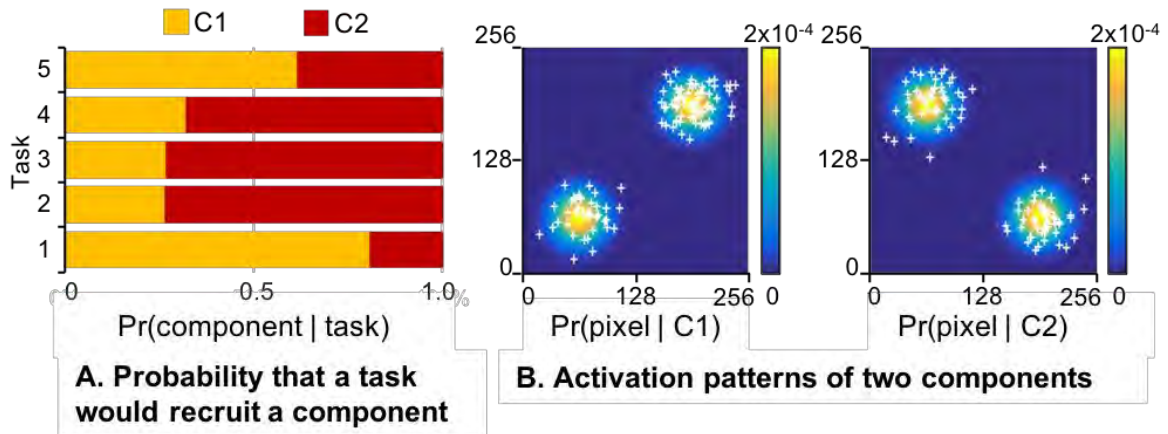 C1 C2
Task
5
4
3
2
1
0 0.5 1.0 %
Pr(component | task)
A. Probability that a task
would recruit a component
256 2x10⁻⁴ 256 2x10⁻⁴
128 128
0 0
0 128 256 0 0 128 256 0
Pr(pixel | C1) Pr(pixel | C2)
B. Activation patterns of two components